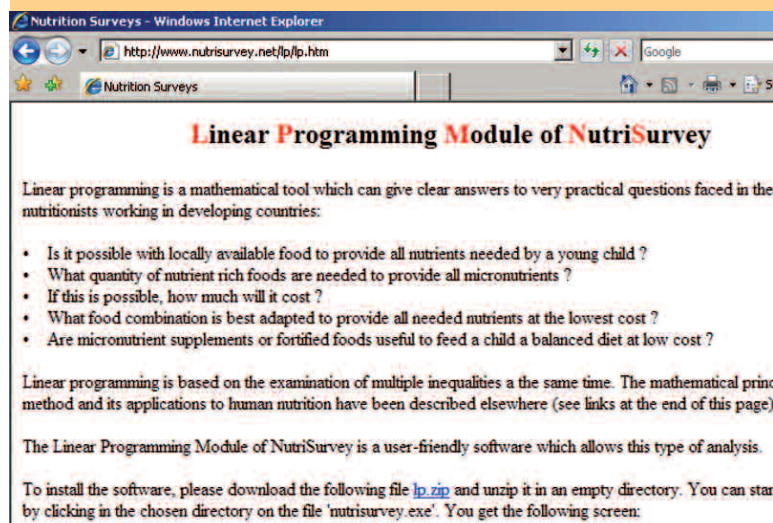 Nutrition Surveys - Windows Internet Explorer
http://www.nutrisurvey.net/lp/lp.htm
Google
Nutrition Surveys
Linear Programming Module of NutriSurvey
Linear programming is a mathematical tool which can give clear answers to very practical questions faced in the
nutritionists working in developing countries:
• Is it possible with locally available food to provide all nutrients needed by a young child ?
• What quantity of nutrient rich foods are needed to provide all micronutrients ?
• If this is possible, how much will it cost ?
• What food combination is best adapted to provide all needed nutrients at the lowest cost ?
• Are micronutrient supplements or fortified foods useful to feed a child a balanced diet at low cost ?
Linear programming is based on the examination of multiple inequalities a the same time. The mathematical princ
method and its applications to human nutrition have been described elsewhere (see links at the end of this page)
The Linear Programming Module of NutriSurvey is a user-friendly software which allows this type of analysis.
To install the software, please download the following file lp.zip and unzip it in an empty directory. You can star
by clicking in the chosen directory on the file 'nutrisurvey.exe'. You get the following screen: